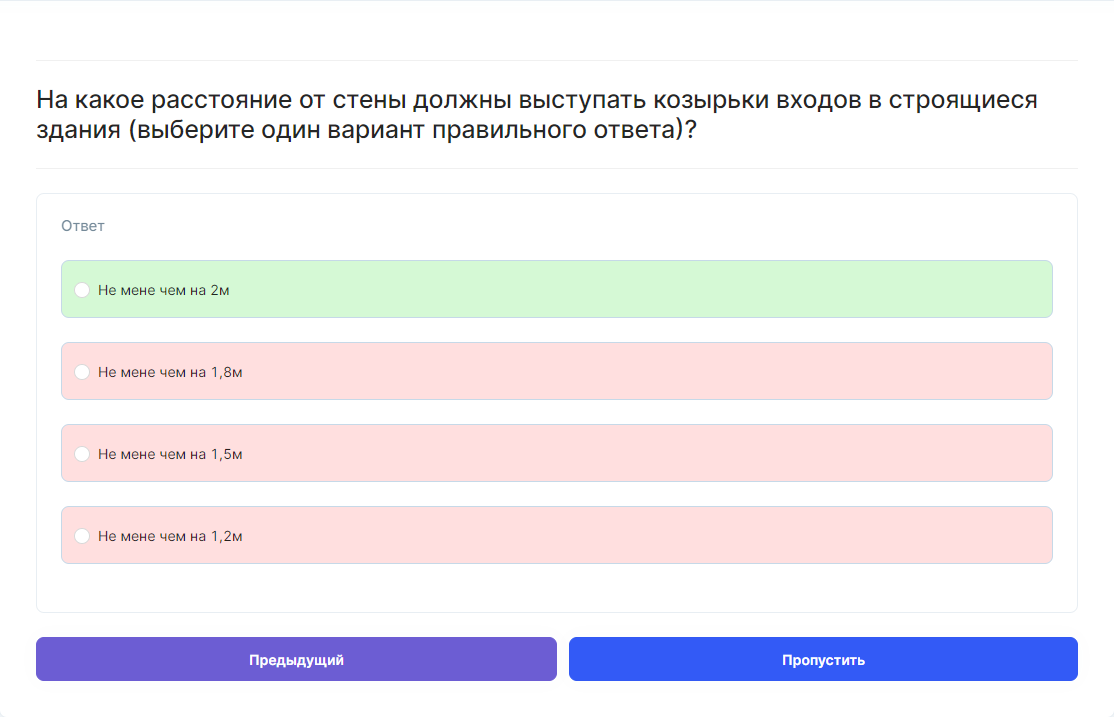 На какое расстояние от стены должны выступать козырьки входов в строящиеся
здания (выберите один вариант правильного ответа)?
Ответ
Не мене чем на 2м
Не мене чем на 1,8м
Не мене чем на 1,5м
Не мене чем на 1,2м
Предыдущий
Пропустить